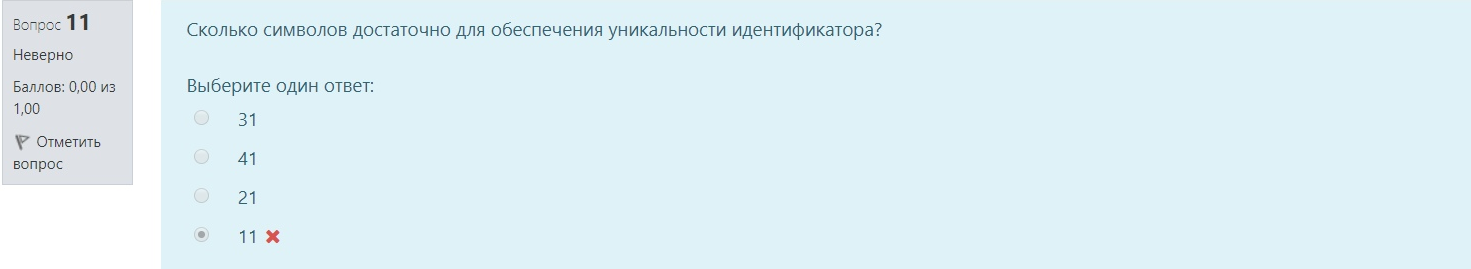 Вопрос 11
Неверно
Баллов: 0,00 из
1,00
Отметить
вопрос
Сколько символов достаточно для обеспечения уникальности идентификатора?
Выберите один ответ:
31
41
21
11